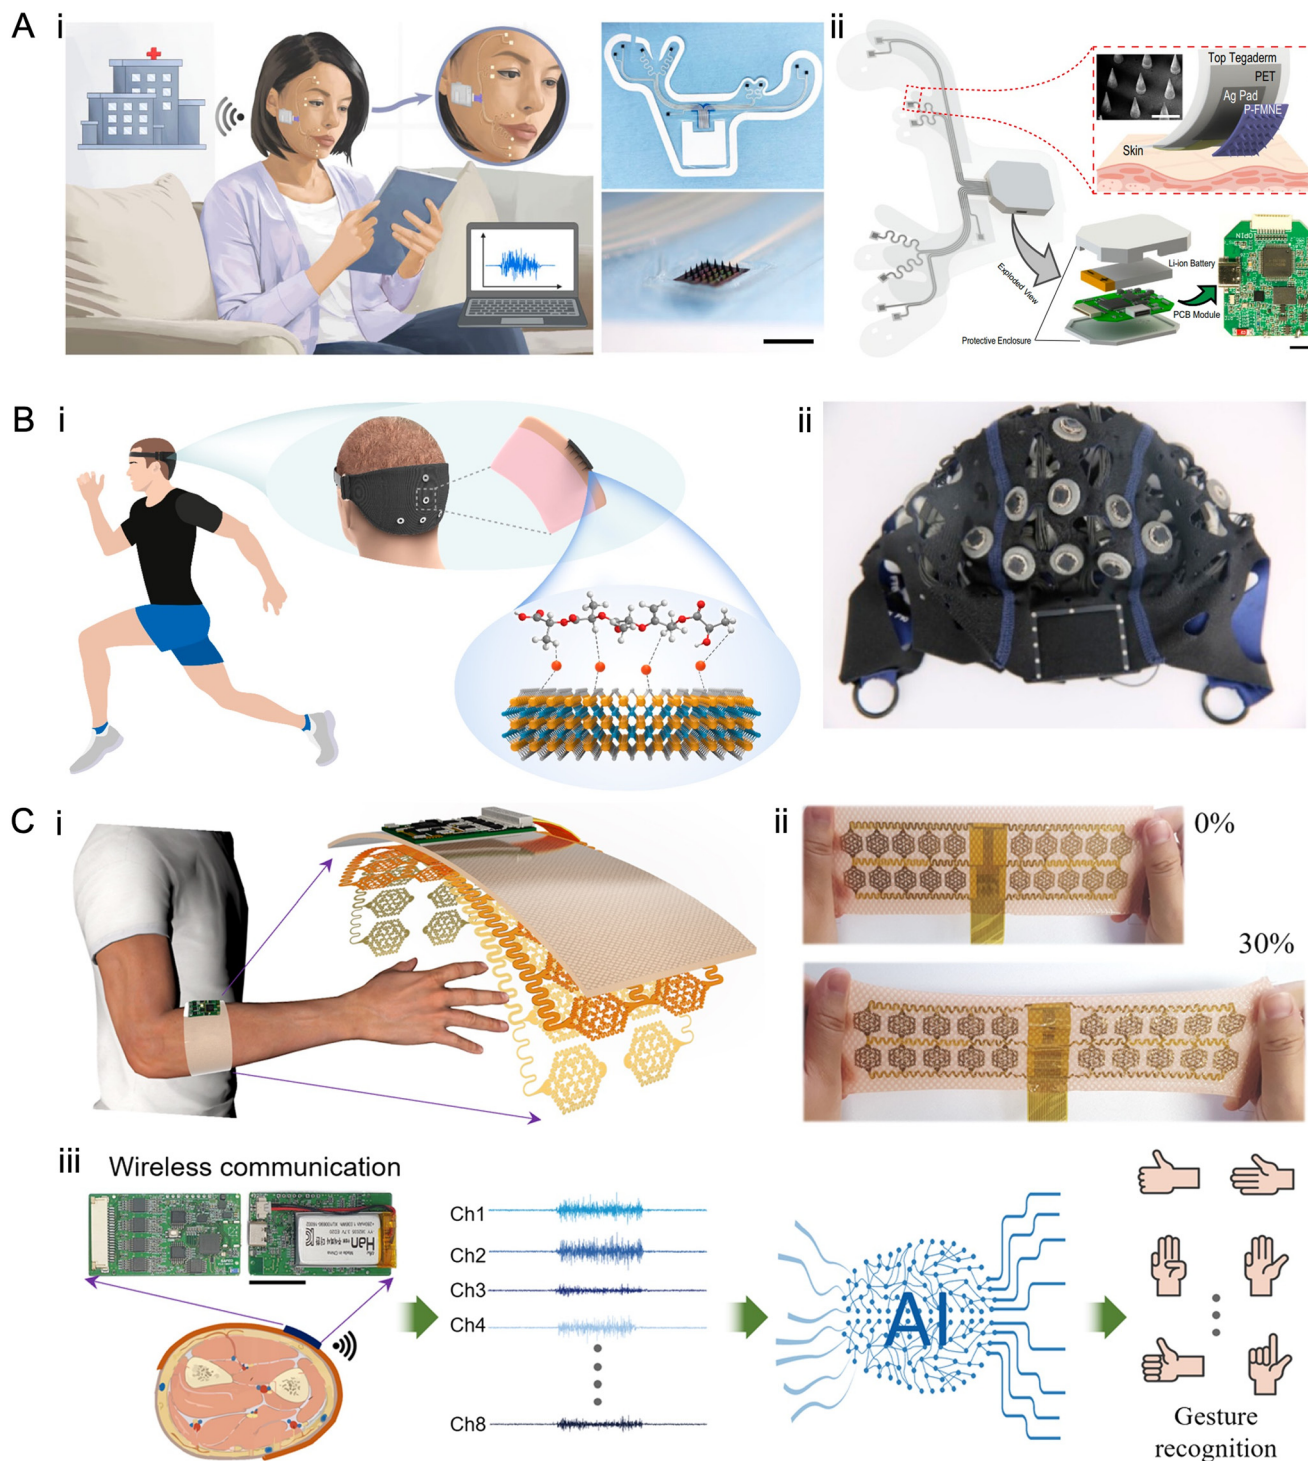 A i
ii
Top Tegaderm
PET
Ag Pad
P-FMNE
Skin
Exploded View
Li-ion Battery
PCB Module
Protective Enclosure
B i
ii
C i
ii
0%
30%
iii
Wireless communication
Han
Ch1
Ch2
Ch3
Ch4
Ch8
AI
Gesture
recognition